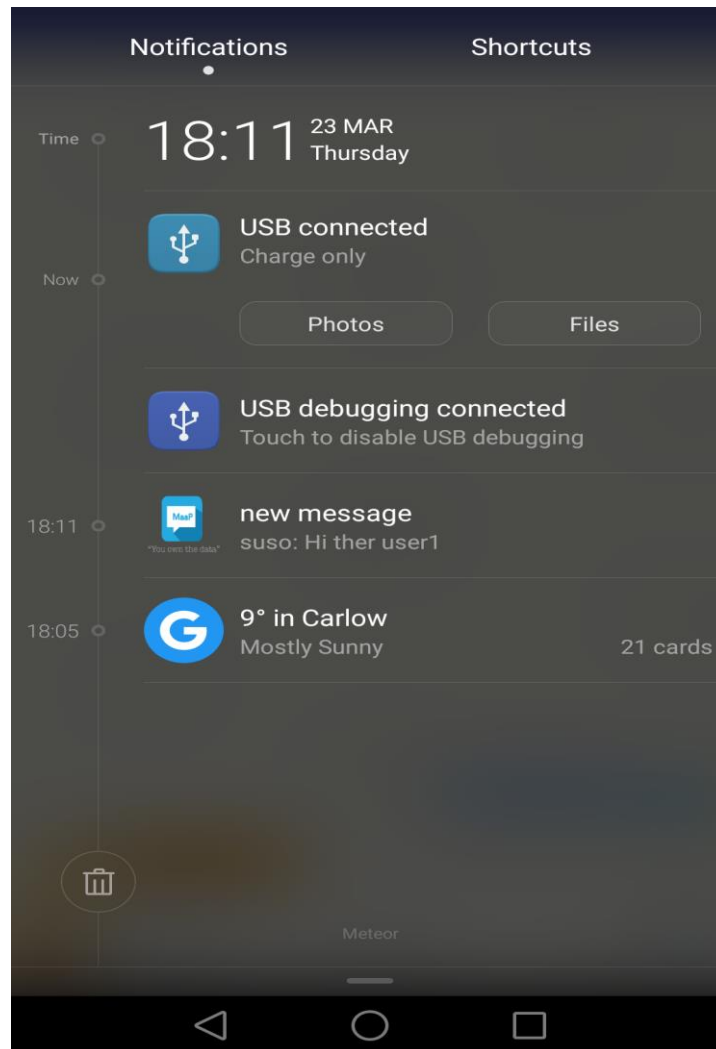 Notifications Shortcuts
Time 18:11 23 MAR
Thursday
USB connected
Charge only
Now
Photos Files
USB debugging connected
Touch to disable USB debugging
MaaP
new message
18:11 suso: Hi ther user1
"You own the data"
9° in Carlow
18:05 G Mostly Sunny 21 cards
Meteor